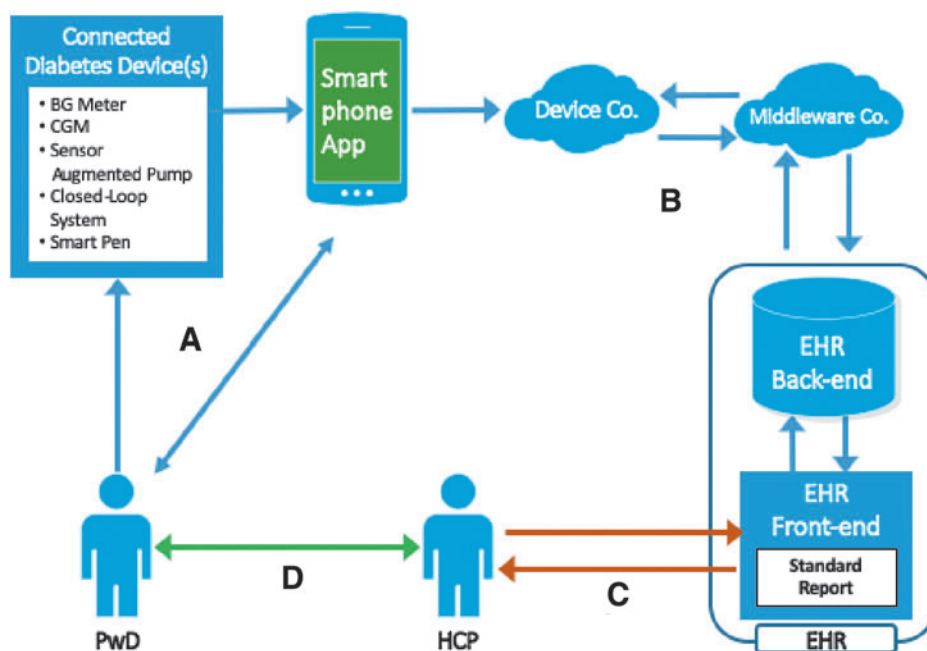 Connected
Diabetes Device(s)
• BG Meter
• CGM
• Sensor
Augmented Pump
• Closed-Loop
System
• Smart Pen
Smart
phone
App
Device Co.
Middleware Co.
A
B
EHR
Back-end
EHR
Front-end
Standard
Report
EHR
D
C
PwD
HCP